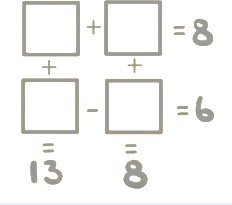 + = 8
+ +
- = 6
= =
13 8